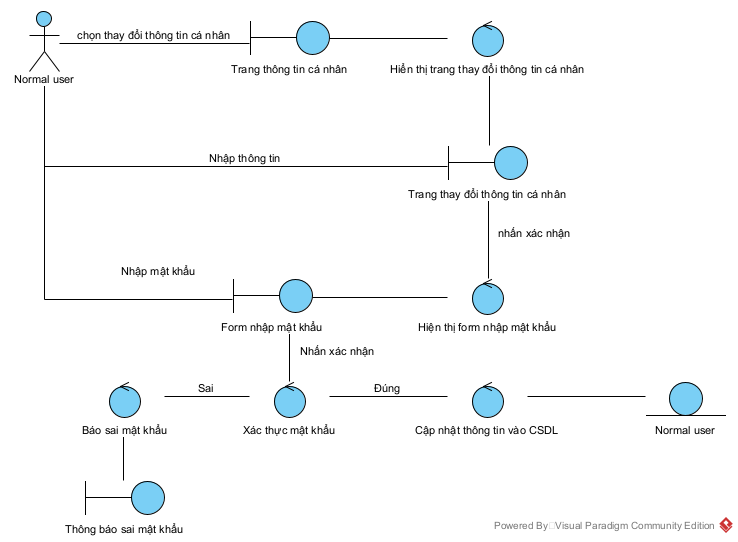 chọn thay đổi thông tin cá nhân
Normal user
Trang thông tin cá nhân
Hiển thị trang thay đổi thông tin cá nhân
Nhập thông tin
Trang thay đổi thông tin cá nhân
nhấn xác nhận
Nhập mật khẩu
Form nhập mật khẩu
Hiện thị form nhập mật khẩu
Nhấn xác nhận
Sai
Đúng
Báo sai mật khẩu
Xác thực mật khẩu
Cập nhật thông tin vào CSDL
Normal user
Thông báo sai mật khẩu
Powered By Visual Paradigm Community Edition